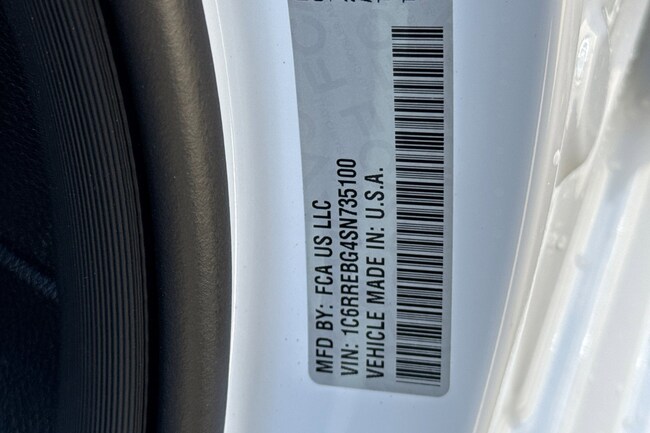 MFD BY: FCA US LLC
VIN: 1C6RREBG4SN735100
VEHICLE MADE IN: U.S.A.